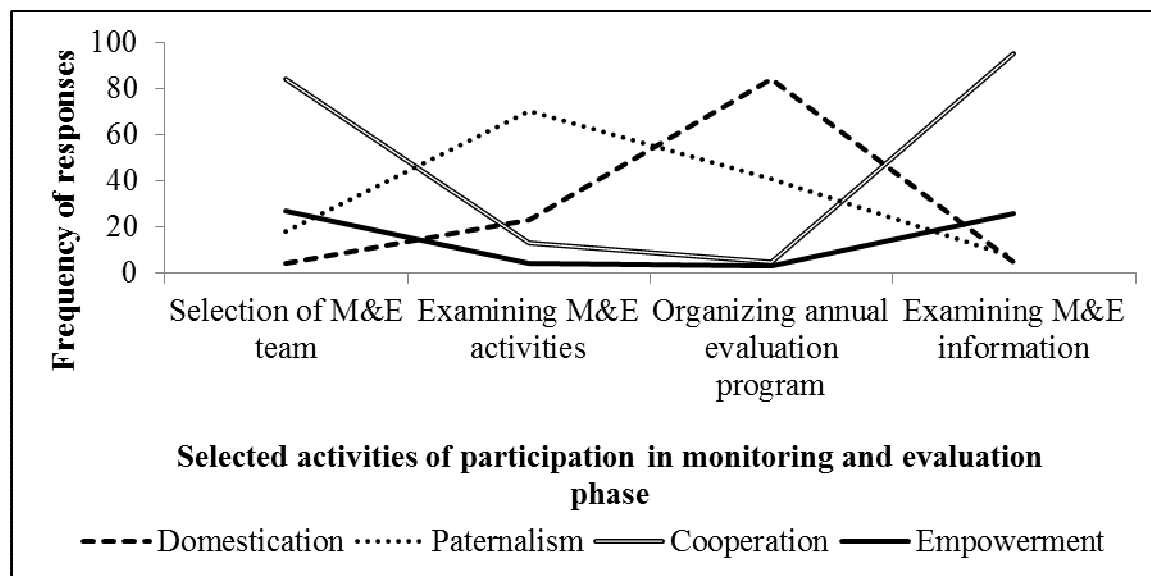 100
80
60
40
20
0
Frequency of responses
Selection of M&E team
Examining M&E activities
Organizing annual evaluation program
Examining M&E information
Selected activities of participation in monitoring and evaluation
phase
Domestication
Paternalism
Cooperation
Empowerment